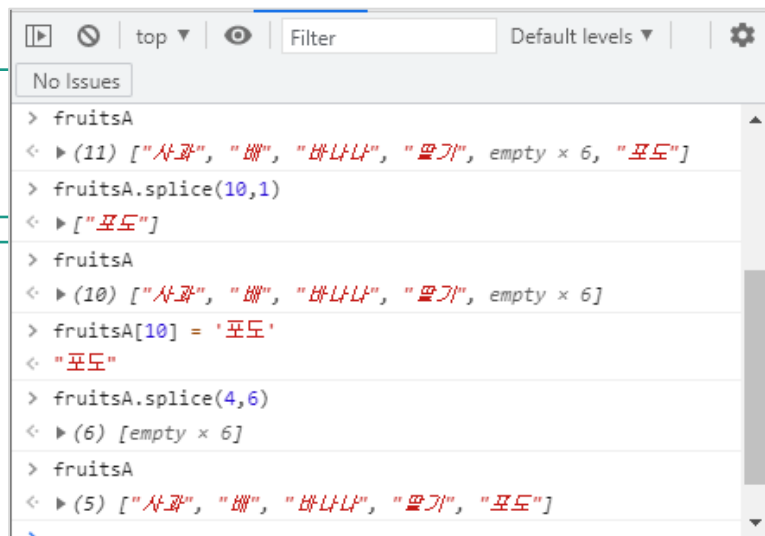 top ▼ Filter Default levels ▼
No Issues
> fruitsA
<· ▶ (11) ["사과", "배", "바나나", "딸기", empty × 6, "포도"]
> fruitsA.splice(10,1)
<· ▶ ["포도"]
> fruitsA
<· ▶ (10) ["사과", "배", "바나나", "딸기", empty × 6]
> fruitsA[10] = '포도'
<· "포도"
> fruitsA.splice(4,6)
<· ▶ (6) [empty × 6]
> fruitsA
<· ▶ (5) ["사과", "배", "바나나", "딸기", "포도"]